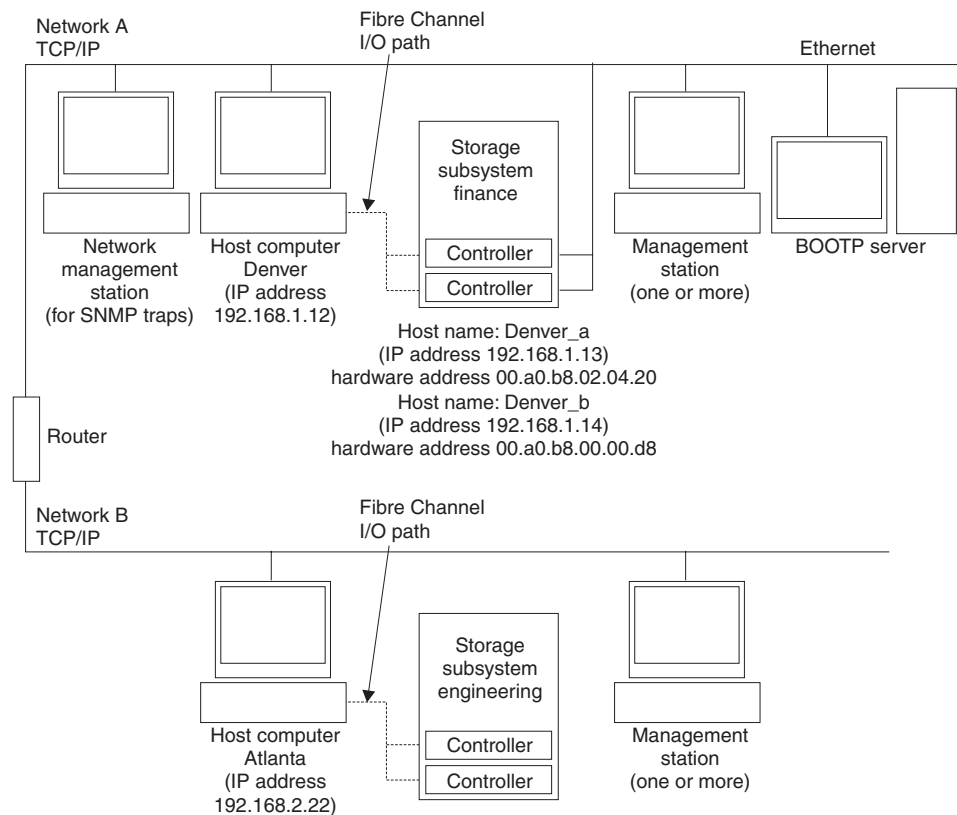 Network A
TCP/IP
Fibre Channel
I/O path
Ethernet
Storage
subsystem
finance
Controller
Controller
Network
management
station
(for SNMP traps)
Host computer
Denver
(IP address
192.168.1.12)
Management
station
(one or more)
BOOTP server
Host name: Denver_a
(IP address 192.168.1.13)
hardware address 00.a0.b8.02.04.20
Host name: Denver_b
(IP address 192.168.1.14)
hardware address 00.a0.b8.00.00.d8
Router
Network B
TCP/IP
Fibre Channel
I/O path
Storage
subsystem
engineering
Controller
Controller
Host computer
Atlanta
(IP address
192.168.2.22)
Management
station
(one or more)